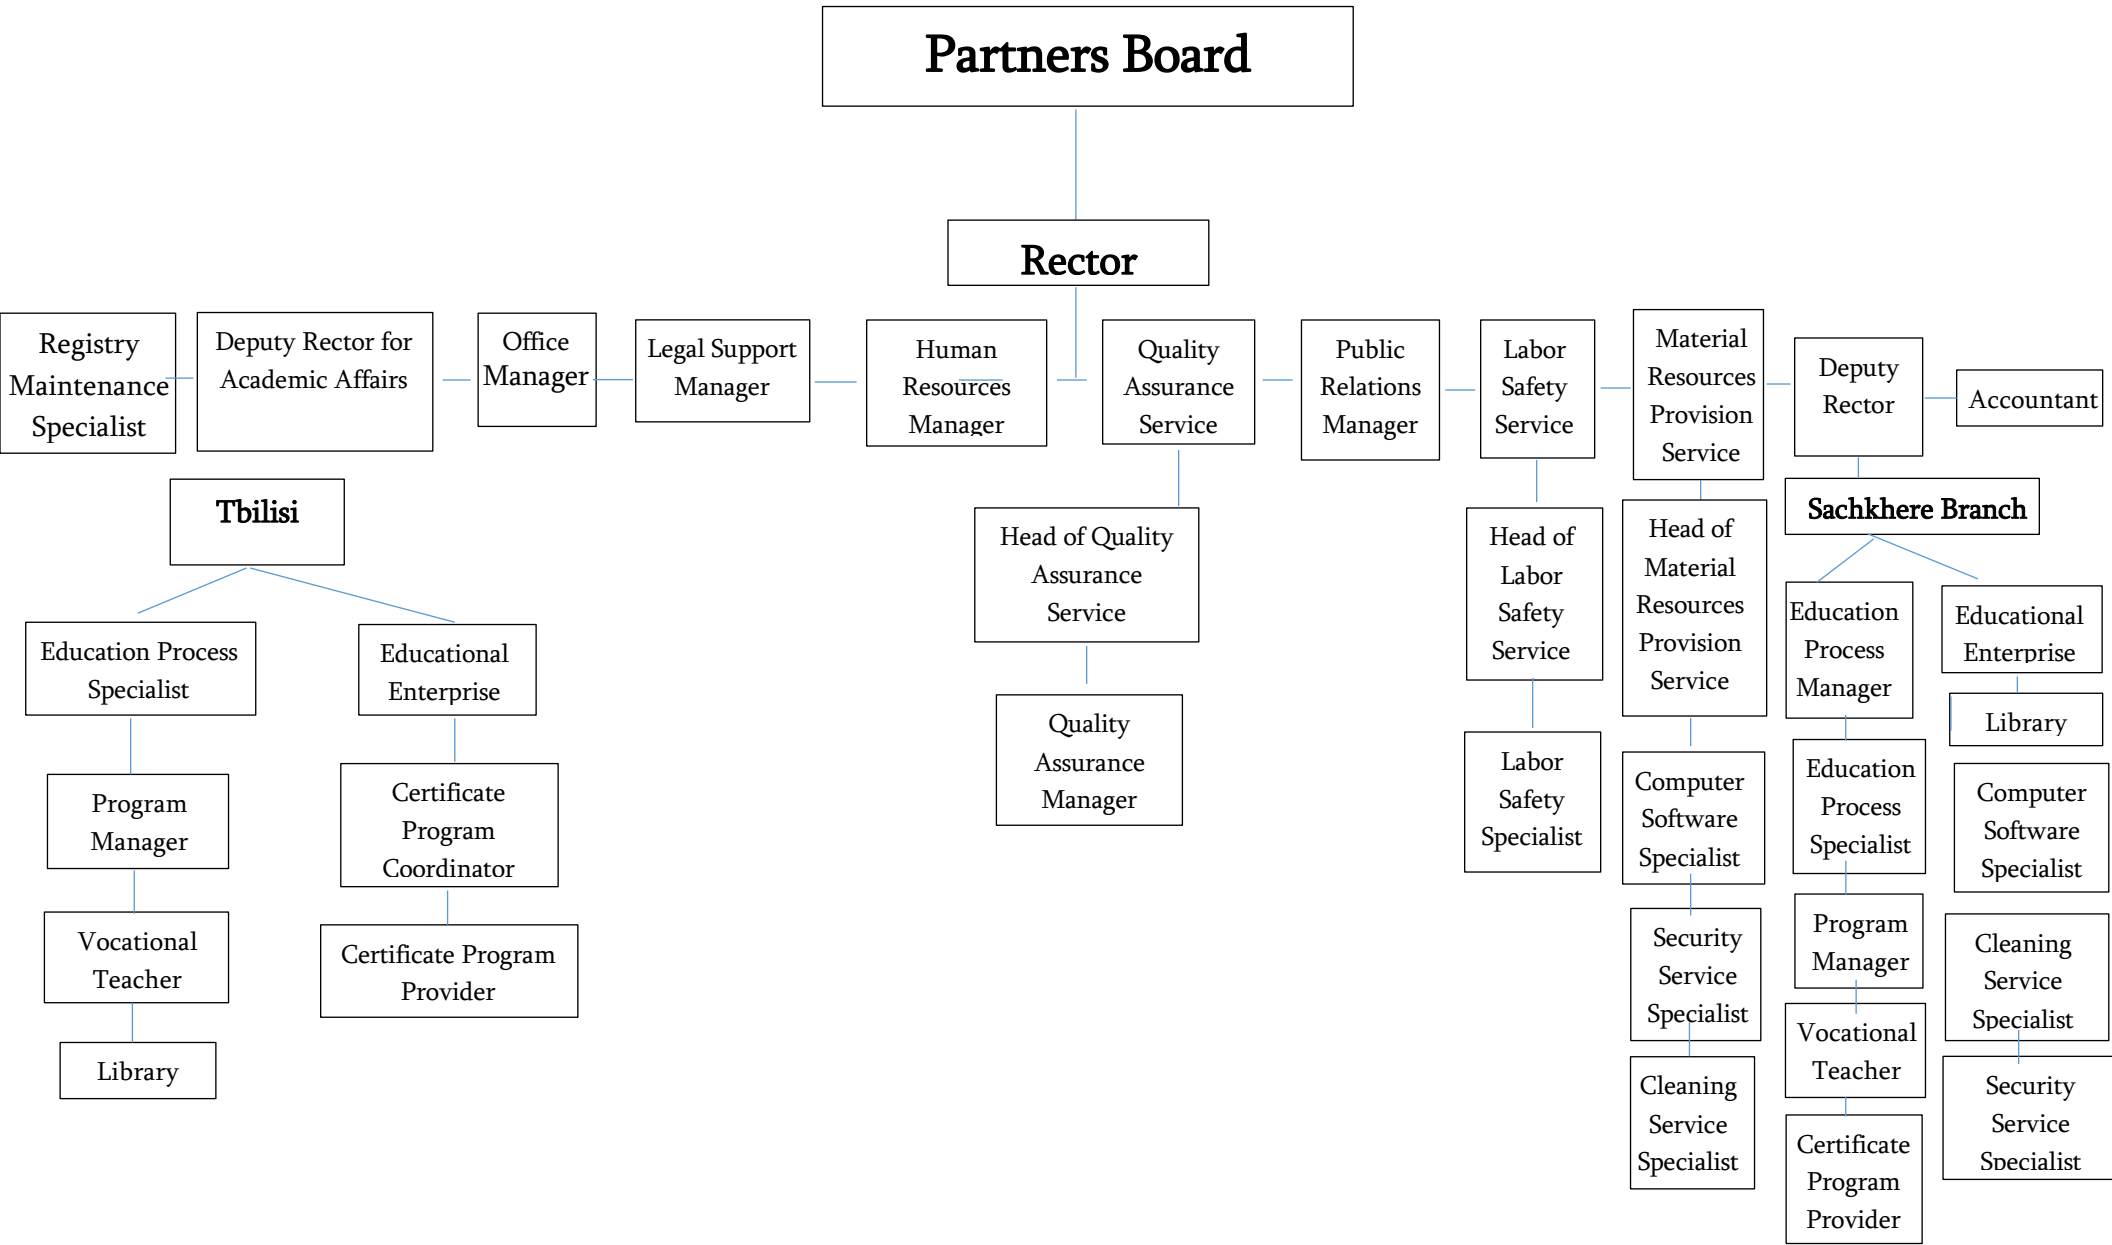 Partners Board
Rector
Registry
Maintenance
Specialist
Deputy Rector for
Academic Affairs
Office
Manager
Legal Support
Manager
Human
Resources
Manager
Quality
Assurance
Service
Public
Relations
Manager
Labor
Safety
Service
Material
Resources
Provision
Service
Deputy
Rector
Accountant
Tbilisi
Education Process
Specialist
Program
Manager
Vocational
Teacher
Library
Educational
Enterprise
Certificate
Program
Coordinator
Certificate Program
Provider
Head of Quality
Assurance
Service
Quality
Assurance
Manager
Head of
Labor
Safety
Service
Labor
Safety
Specialist
Head of
Material
Resources
Provision
Service
Computer
Software
Specialist
Security
Service
Specialist
Cleaning
Service
Specialist
Sachkhere Branch
Education
Process
Manager
Education
Process
Specialist
Program
Manager
Vocational
Teacher
Certificate
Program
Provider
Educational
Enterprise
Library
Computer
Software
Specialist
Cleaning
Service
Specialist
Security
Service
Specialist